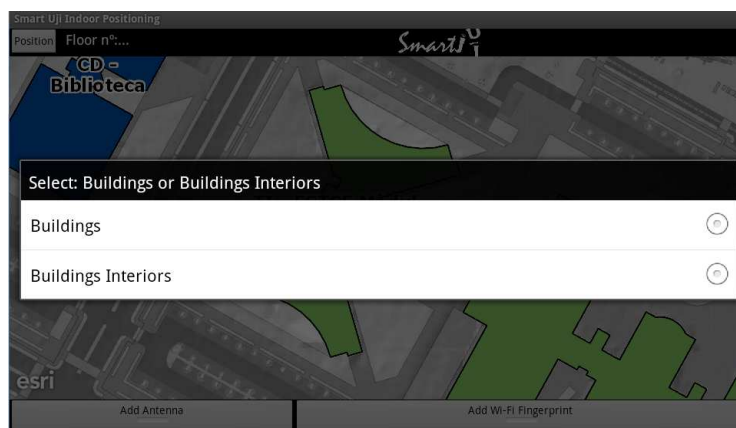 Smart Uji Indoor Positioning
Position Floor nº:...
SmartUJI
CD -
Biblioteca
Select: Buildings or Buildings Interiors
Buildings
Buildings Interiors
esri
Add Antenna Add Wi-Fi Fingerprint